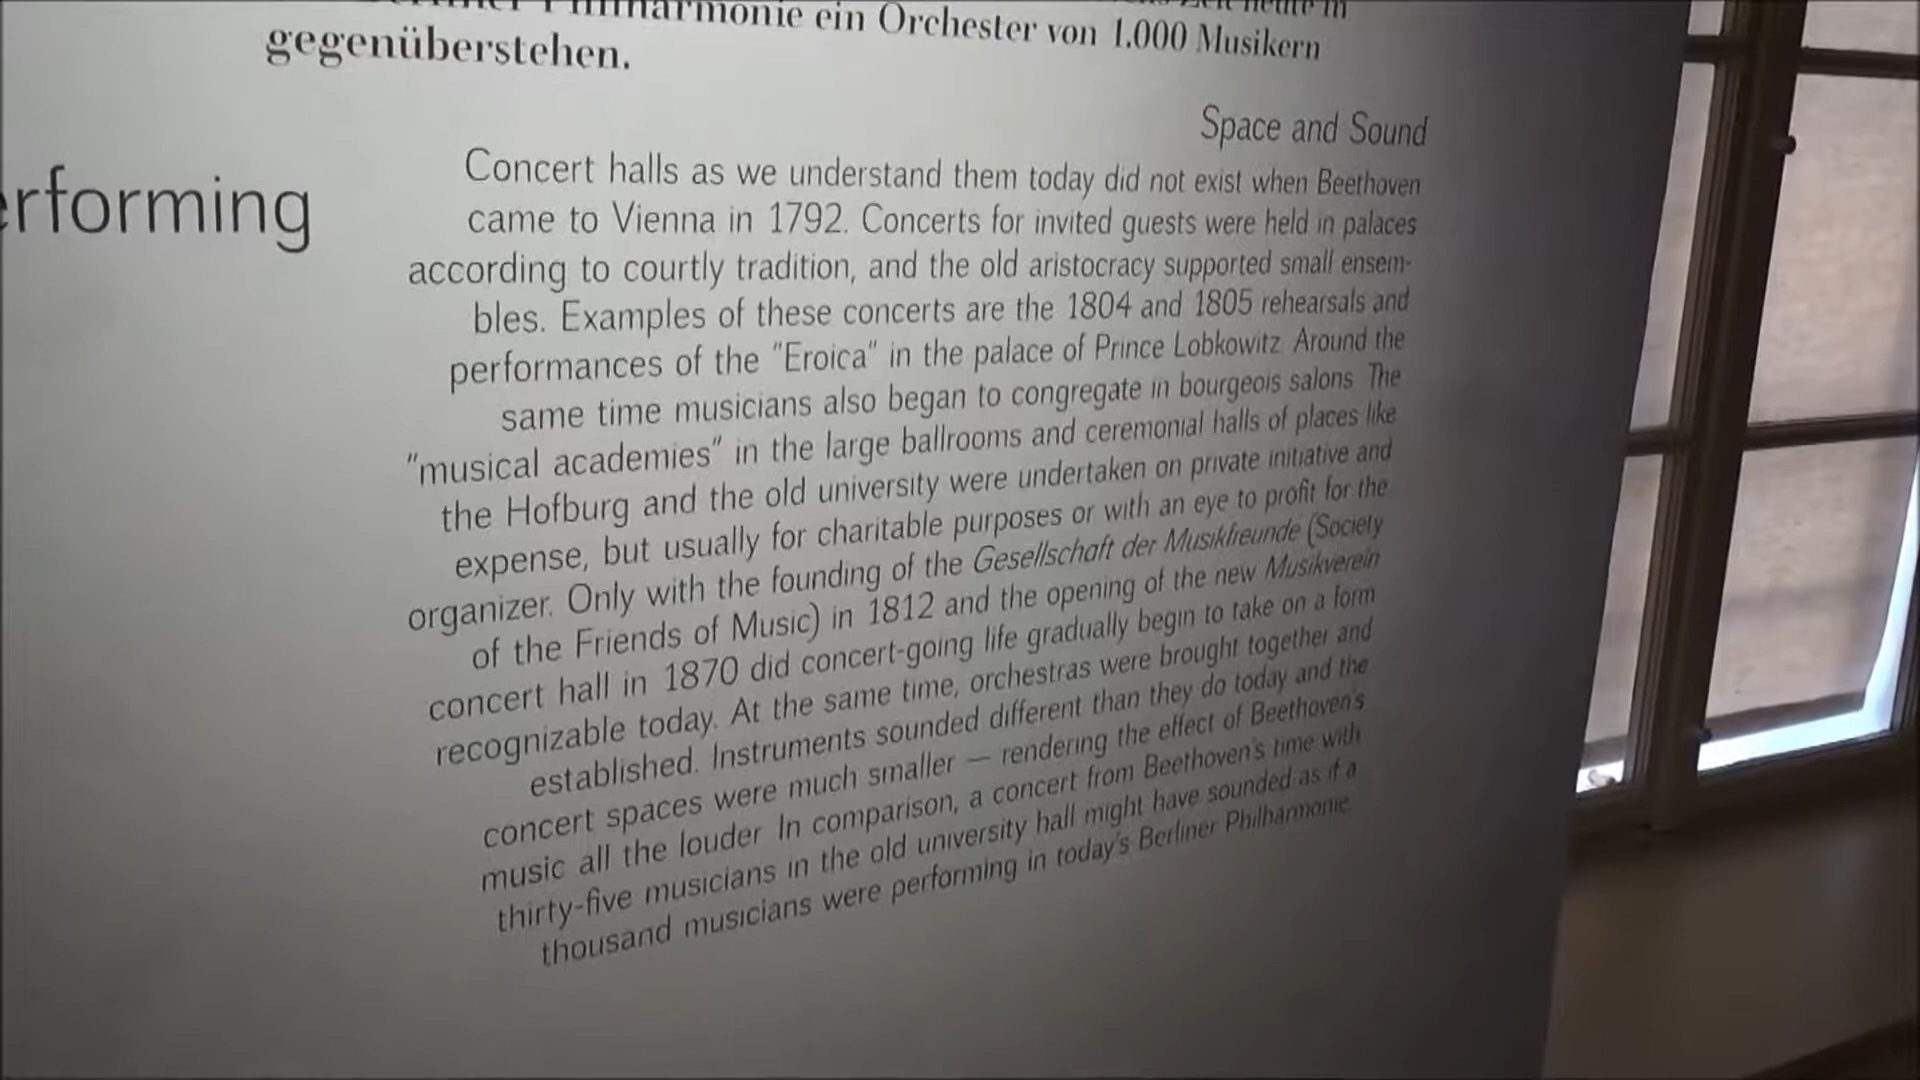 Philharmonie ein Orchester von 1.000 Musikern
gegenüberstehen.
erforming
Space and Sound
Concert halls as we understand them today did not exist when Beethoven
came to Vienna in 1792. Concerts for invited guests were held in palaces
according to courtly tradition, and the old aristocracy supported small ensem-
bles. Examples of these concerts are the 1804 and 1805 rehearsals and
performances of the "Eroica" in the palace of Prince Lobkowitz. Around the
same time musicians also began to congregate in bourgeois salons. The
"musical academies" in the large ballrooms and ceremonial halls of places like
the Hofburg and the old university were undertaken on private initiative and
expense, but usually for charitable purposes or with an eye to profit for the
organizer. Only with the founding of the Gesellschaft der Musikfreunde (Society
of the Friends of Music) in 1812 and the opening of the new Musikverein
concert hall in 1870 did concert-going life gradually begin to take on a form
recognizable today. At the same time, orchestras were brought together and
established. Instruments sounded different than they do today and the
concert spaces were much smaller — rendering the effect of Beethoven's
music all the louder. In comparison, a concert from Beethoven's time with
thirty-five musicians in the old university hall might have sounded as if a
thousand musicians were performing in today's Berliner Philharmonie